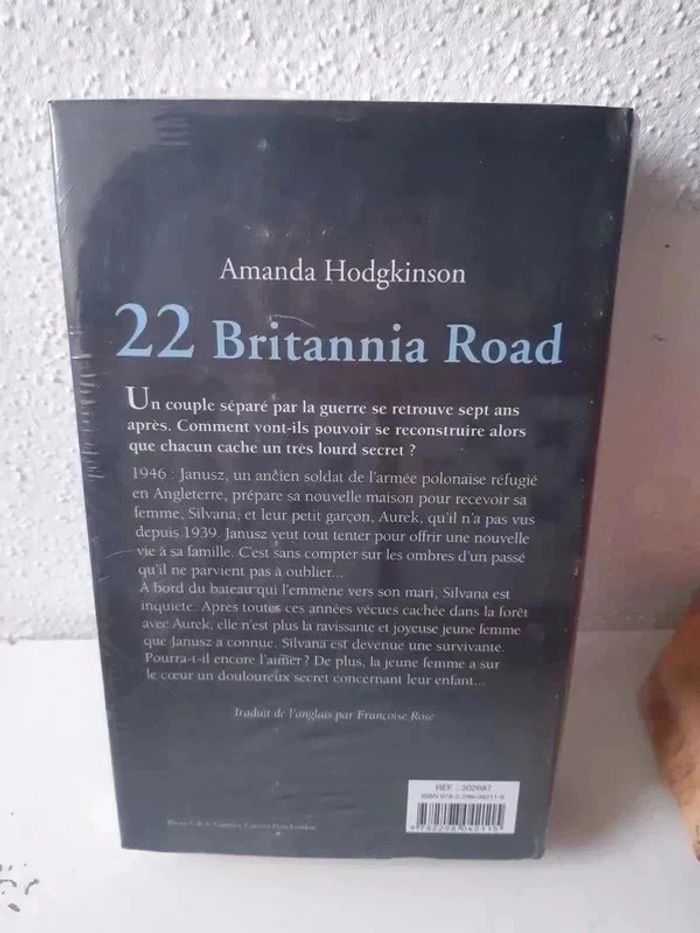 Amanda Hodgkinson
22 Britannia Road
Un couple séparé par la guerre se retrouve sept ans
après. Comment vont-ils pouvoir se reconstruire alors
que chacun cache un très lourd secret ?
1946 : Janusz, un ancien soldat de l'armée polonaise réfugié
en Angleterre, prépare sa nouvelle maison pour recevoir sa
femme, Silvana, et leur petit garçon, Aurek, qu'il n'a pas vus
depuis 1939. Janusz veut tout tenter pour offrir une nouvelle
vie à sa famille. C'est sans compter sur les ombres d'un passé
qu'il ne parvient pas à oublier...
À bord du bateau qui l'emmène vers son mari, Silvana est
inquiète. Après toutes ces années vécues cachée dans la forêt
avec Aurek, elle n'est plus la ravissante et joyeuse jeune femme
que Janusz a connue. Silvana est devenue une survivante.
Pourra-t-il encore l'aimer ? De plus, la jeune femme a sur
le cœur un douloureux secret concernant leur enfant...
Traduit de l'anglais par Françoise Rose
REF : 302687
ISBN 978-2-298-04211-5
9782298042115